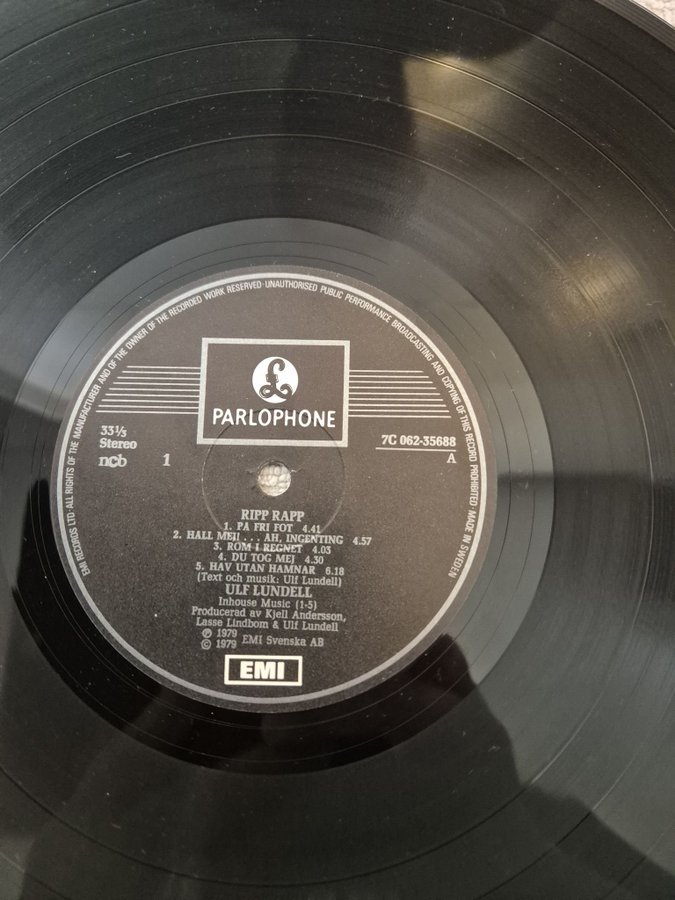 EMI RECORDS LTD·ALL RIGHTS OF THE MANUFACTURER AND OF THE OWNER OF THE RECORDED WORK RESERVED·UNAUTHORISED PUBLIC PERFORMANCE BROADCASTING AND COPYING OF THIS RECORD PROHIBITED·MADE IN SWEDEN
£
PARLOPHONE
33⅓
Stereo
ncb 1
7C 062-35688
A
RIPP RAPP
1. PÅ FRI FOT 4.41
2. HÅLL MEJ! . . . AH, INGENTING 4.57
3. ROM I REGNET 4.03
4. DU TOG MEJ 4.30
5. HAV UTAN HAMNAR 6.18
(Text och musik: Ulf Lundell)
ULF LUNDELL
Inhouse Music (1-5)
Producerad av Kjell Andersson,
Lasse Lindbom & Ulf Lundell
℗ 1979
© 1979 EMI Svenska AB
EMI